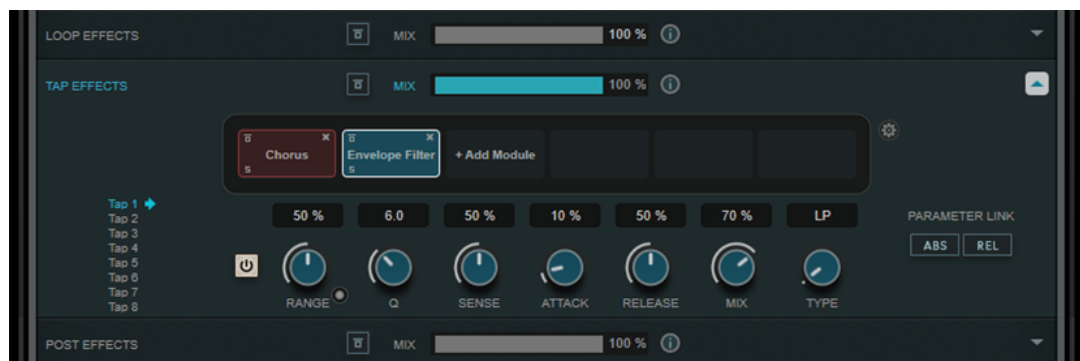 LOOP EFFECTS MIX 100 %
TAP EFFECTS MIX 100 %
Chorus
S
Envelope Filter
S
+ Add Module
Tap 1
Tap 2
Tap 3
Tap 4
Tap 5
Tap 6
Tap 7
Tap 8
50 % 6.0 50 % 10 % 50 % 70 % LP
RANGE Q SENSE ATTACK RELEASE MIX TYPE
PARAMETER LINK
ABS REL
POST EFFECTS MIX 100 %